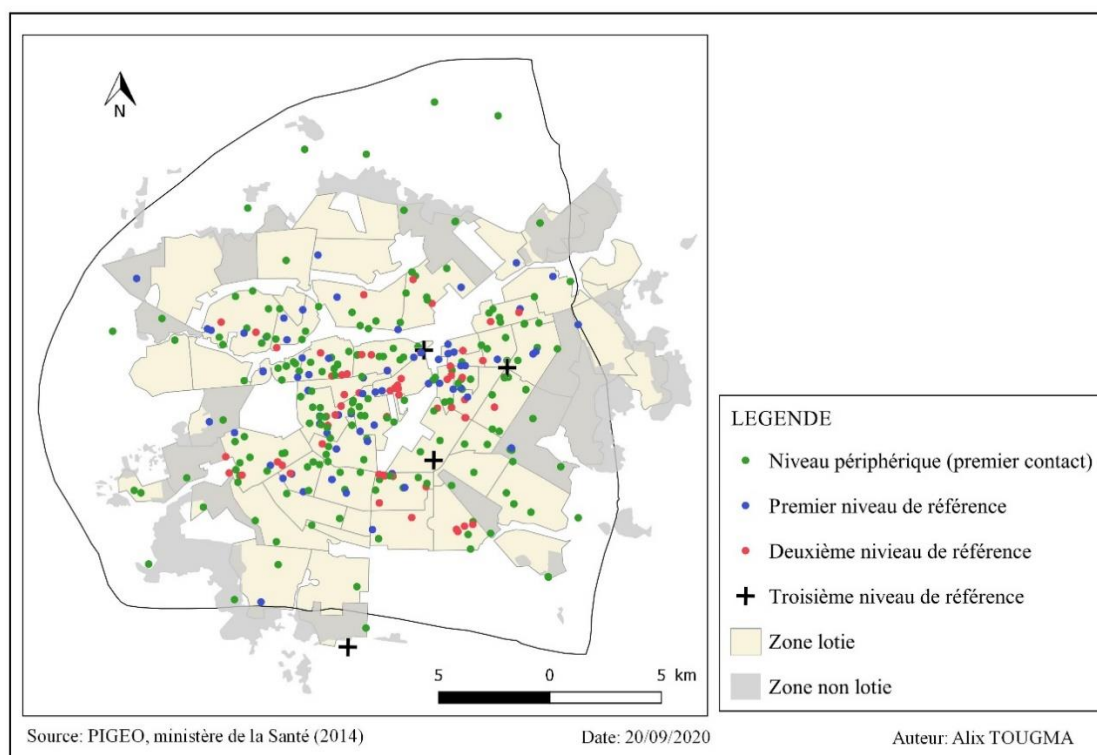 N
5 0 5 km
LEGENDE
Niveau périphérique (premier contact)
Premier niveau de référence
Deuxième nivieau de référence
Troisième niveau de référence
Zone lotie
Zone non lotie
Source: PIGEO, ministère de la Santé (2014) Date: 20/09/2020 Auteur: Alix TOUGMA